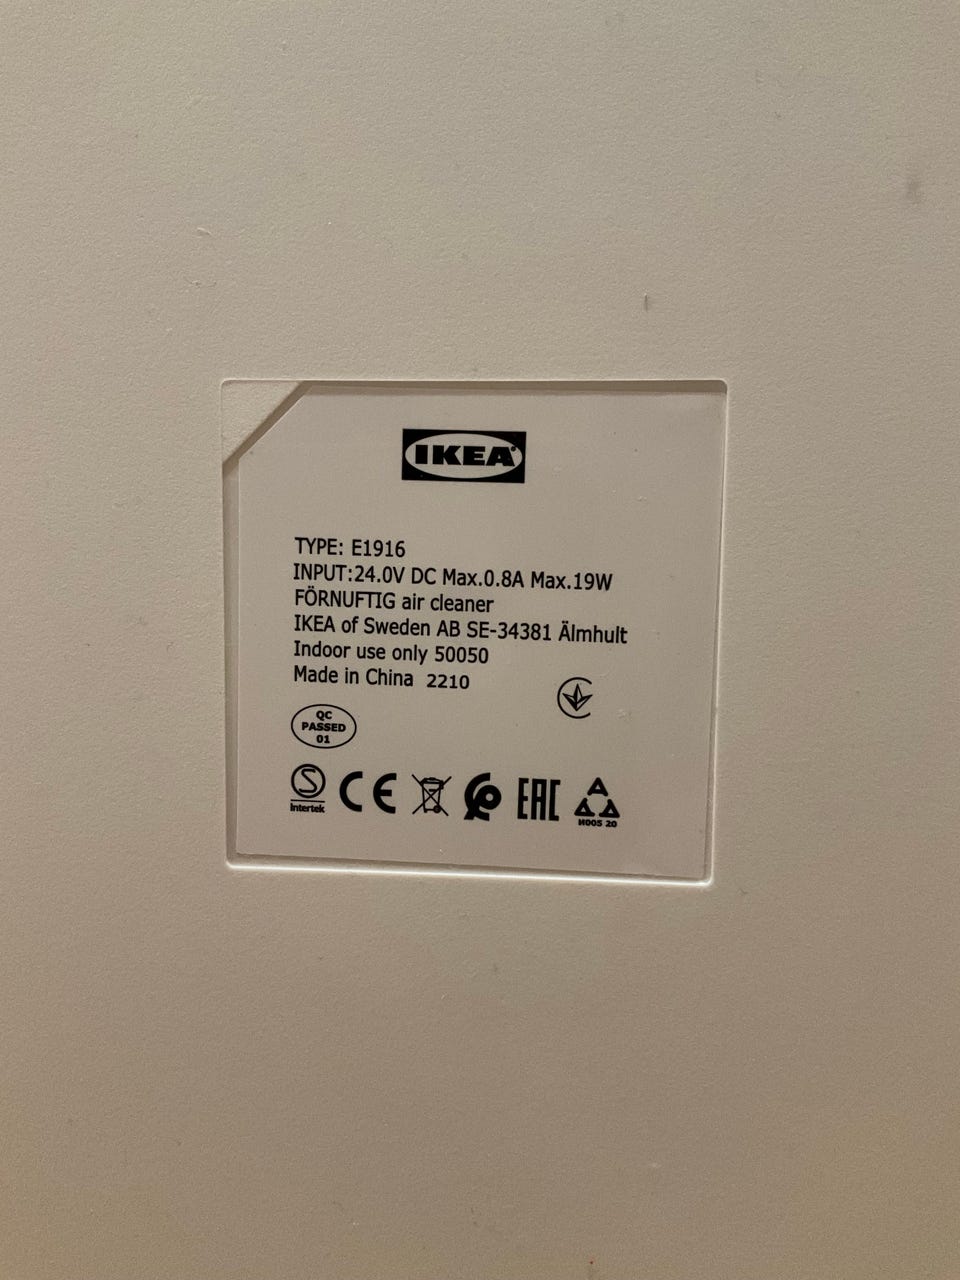 IKEA
TYPE: E1916
INPUT:24.0V DC Max.0.8A Max.19W
FÖRNUFTIG air cleaner
IKEA of Sweden AB SE-34381 Älmhult
Indoor use only 50050
Made in China 2210
QC
PASSED
01
S
Intertek
CE
EAC
И005 20